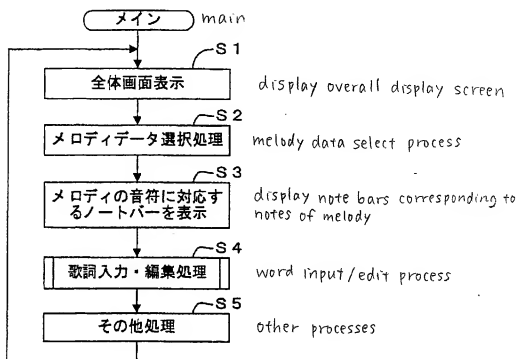 メイン main
S1
全体画面表示 display overall display screen
S2
メロディデータ選択処理 melody data select process
S3
メロディの音符に対応す display note bars corresponding to
るノートバーを表示 notes of melody
S4
歌詞入力・編集処理 word input/edit process
S5
その他処理 other processes